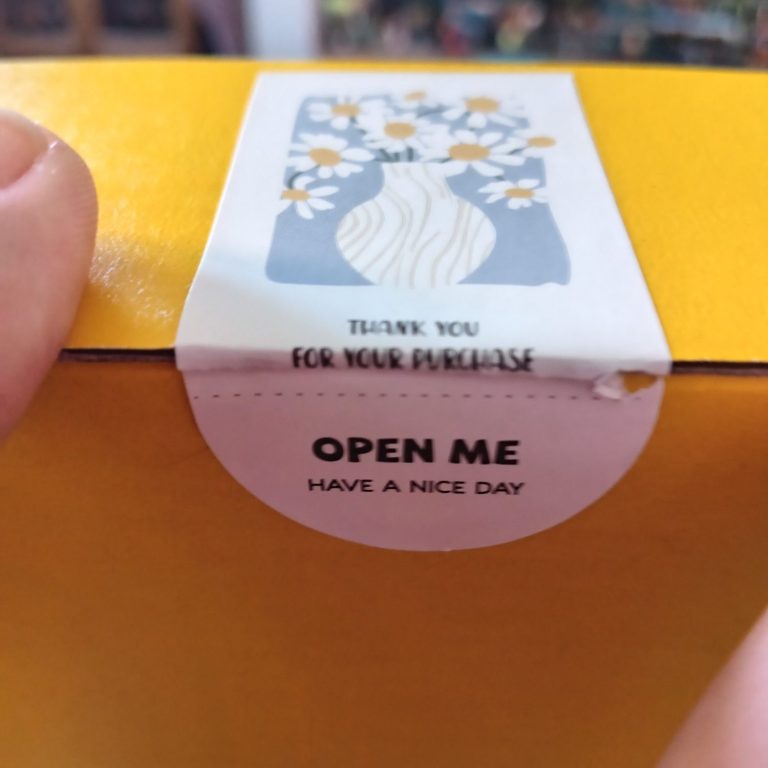 THANK YOU
FOR YOUR PURCHASE
OPEN ME
HAVE A NICE DAY